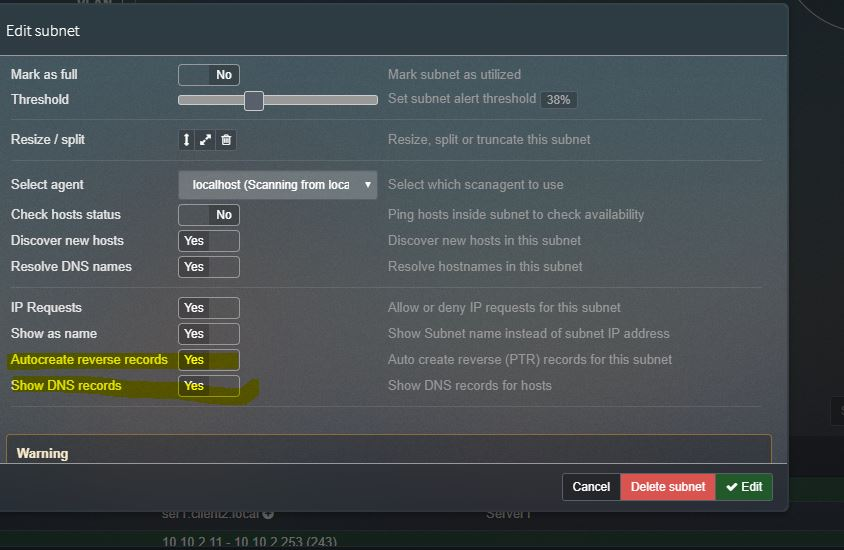 Edit subnet
Mark as full No Mark subnet as utilized
Threshold Set subnet alert threshold 38%
Resize / split Resize, split or truncate this subnet
Select agent localhost (Scanning from loca Select which scanagent to use
Check hosts status No Ping hosts inside subnet to check availability
Discover new hosts Yes Discover new hosts in this subnet
Resolve DNS names Yes Resolve hostnames in this subnet
IP Requests Yes Allow or deny IP requests for this subnet
Show as name Yes Show Subnet name instead of subnet IP address
Autocreate reverse records Yes Auto create reverse (PTR) records for this subnet
Show DNS records Yes Show DNS records for hosts
Warning
Cancel Delete subnet Edit
ser1.client2.local Server1
10.10.2.11 - 10.10.2.253 (243)